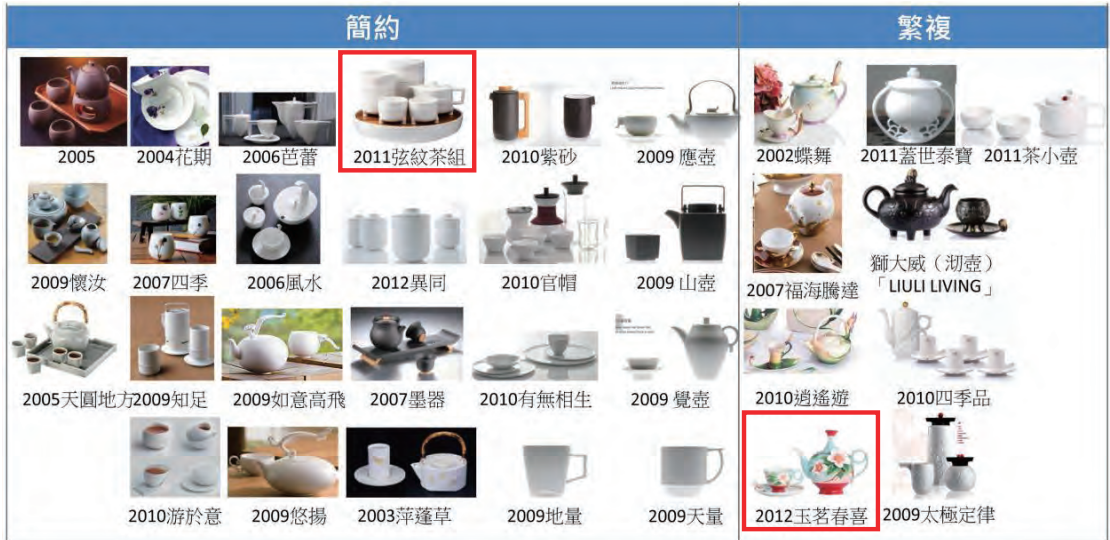 簡約
繁複
2005
2004花期
2006芭蕾
2011弦紋茶組
2010紫砂
2009 應壺
2002蝶舞
2011蓋世泰寶
2011茶小壺
2009懷汝
2007四季
2006風水
2012異同
2010官帽
2009 山壺
2007福海騰達
獅大威（沏壺）
「LIULI LIVING」
2005天圓地方
2009知足
2009如意高飛
2007墨器
2010有無相生
2009 覺壺
2010逍遙遊
2010四季品
2010游於意
2009悠揚
2003萍蓬草
2009地量
2009天量
2012玉茗春喜
2009太極定律